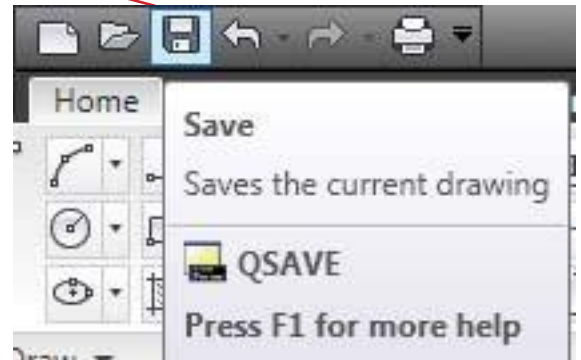 Home
Save
Saves the current drawing
QSAVE
Press F1 for more help
Draw